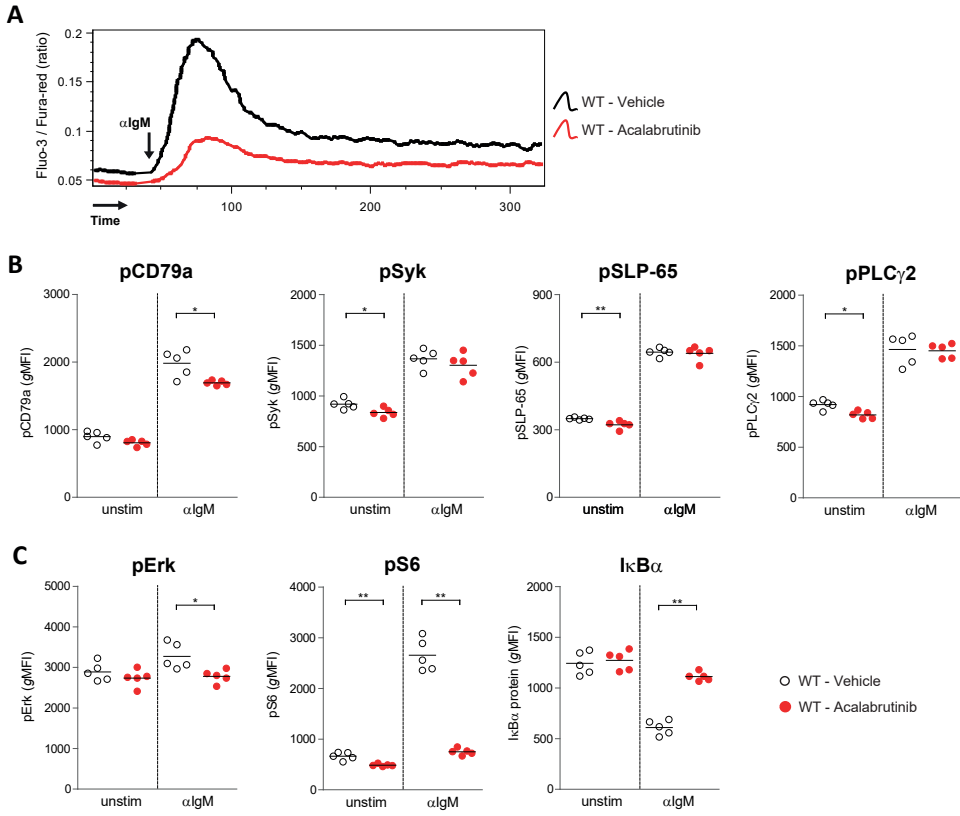 A
Fluo-3 / Fura-red (ratio)
0.2
0.15
0.1
0.05
αIgM
Time
100
200
300
WT - Vehicle
WT - Acalabrutinib
B
pCD79a
pCD79a (gMFI)
3000
2000
1000
0
*
unstim
αIgM
pSyk
pSyk (gMFI)
2000
1500
1000
500
0
*
unstim
αIgM
pSLP-65
pSLP-65 (gMFI)
900
600
300
0
**
unstim
αIgM
pPLCγ2
pPLCγ2 (gMFI)
2000
1500
1000
500
0
*
unstim
αIgM
C
pErk
pErk (gMFI)
5000
4000
3000
2000
1000
0
*
unstim
αIgM
pS6
pS6 (gMFI)
4000
3000
2000
1000
0
**
**
unstim
αIgM
IκBα
IκBα protein (gMFI)
2000
1500
1000
500
0
**
unstim
αIgM
WT - Vehicle
WT - Acalabrutinib